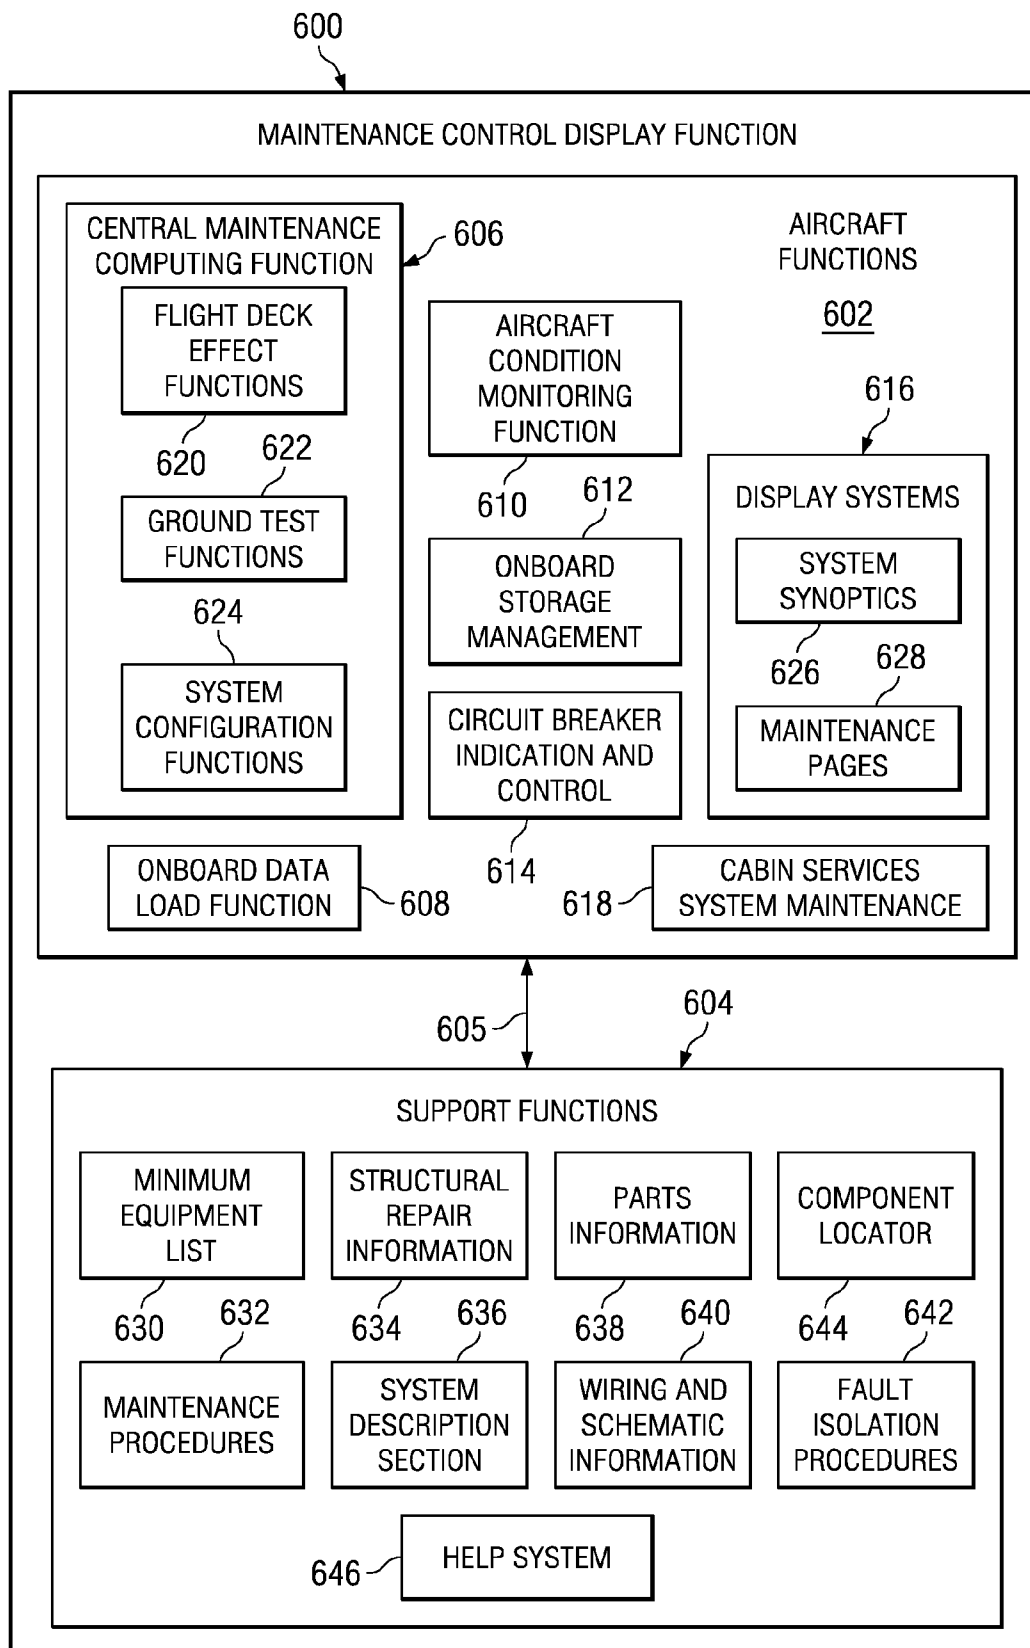 600
MAINTENANCE CONTROL DISPLAY FUNCTION
CENTRAL MAINTENANCE
COMPUTING FUNCTION
606
FLIGHT DECK
EFFECT
FUNCTIONS
620
622
GROUND TEST
FUNCTIONS
624
SYSTEM
CONFIGURATION
FUNCTIONS
AIRCRAFT
CONDITION
MONITORING
FUNCTION
610
612
ONBOARD
STORAGE
MANAGEMENT
CIRCUIT BREAKER
INDICATION AND
CONTROL
614
AIRCRAFT
FUNCTIONS
602
616
DISPLAY SYSTEMS
SYSTEM
SYNOPTICS
626
628
MAINTENANCE
PAGES
ONBOARD DATA
LOAD FUNCTION
608
618
CABIN SERVICES
SYSTEM MAINTENANCE
605
604
SUPPORT FUNCTIONS
MINIMUM
EQUIPMENT
LIST
630
STRUCTURAL
REPAIR
INFORMATION
634
PARTS
INFORMATION
638
COMPONENT
LOCATOR
644
632
MAINTENANCE
PROCEDURES
636
SYSTEM
DESCRIPTION
SECTION
640
WIRING AND
SCHEMATIC
INFORMATION
642
FAULT
ISOLATION
PROCEDURES
646
HELP SYSTEM